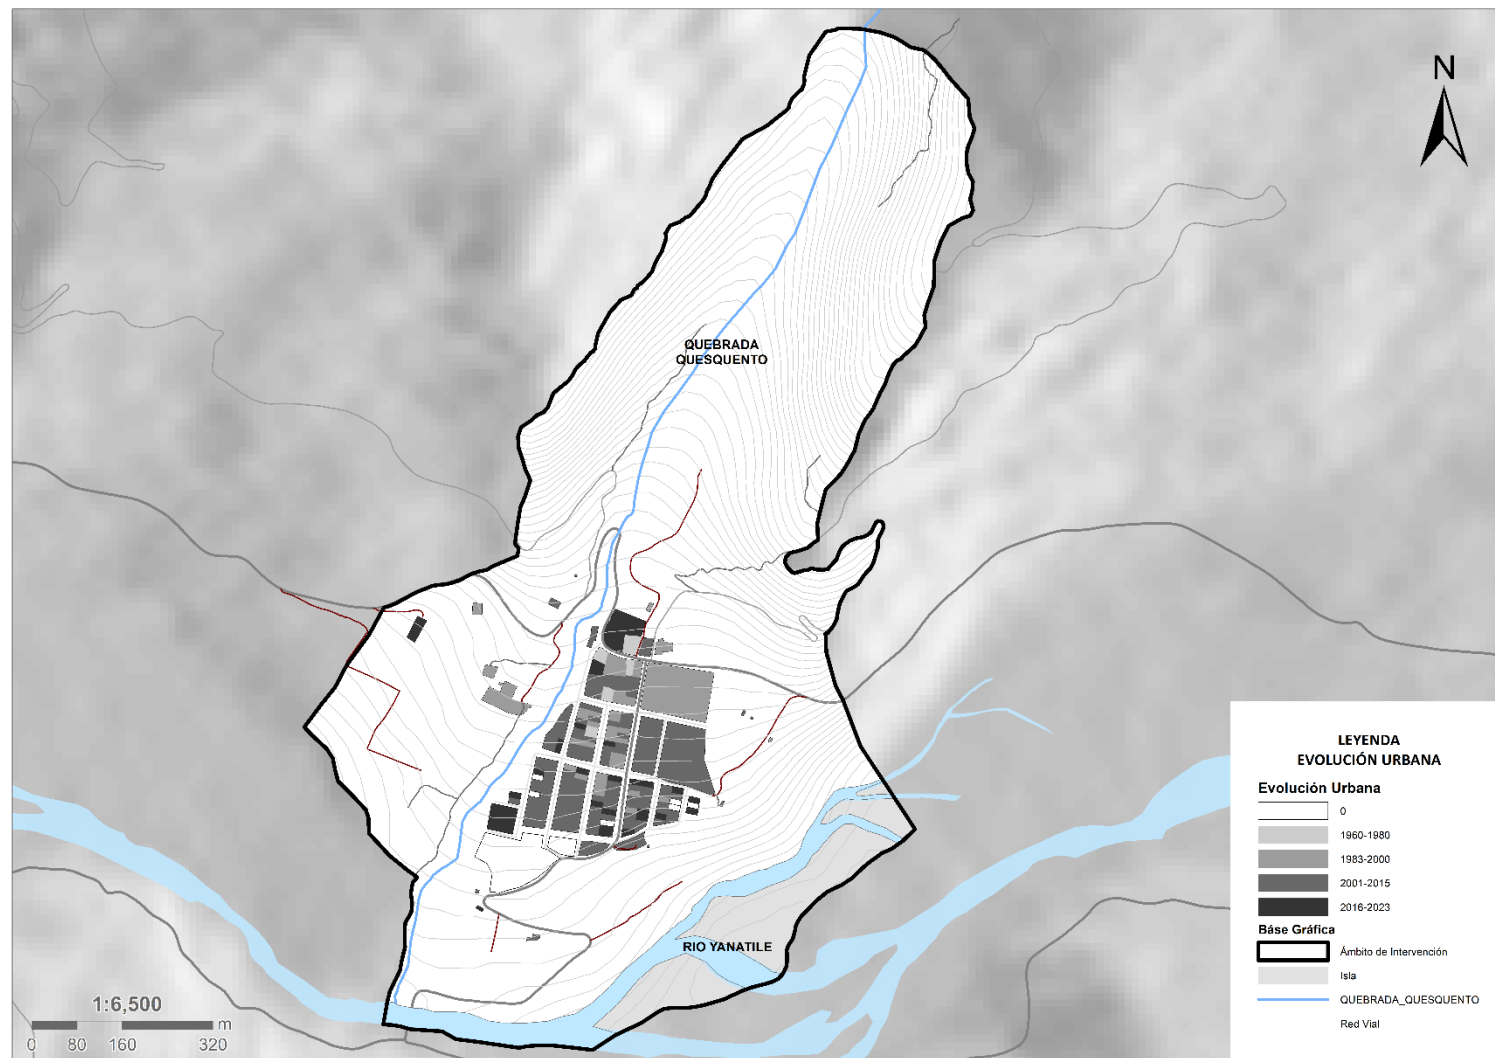 N
QUEBRADA
QUESQUENTO
RIO YANATILE
1:6,500
m
0 80 160 320
LEYENDA
EVOLUCIÓN URBANA
Evolución Urbana
0
1960-1980
1983-2000
2001-2015
2016-2023
Báse Gráfica
Ámbito de Intervención
Isla
QUEBRADA_QUESQUENTO
Red Vial